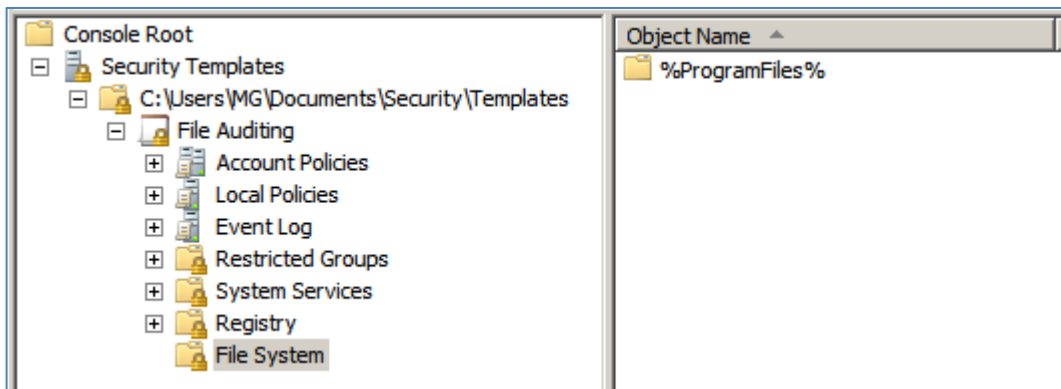 Console Root
Security Templates
C:\Users\MG\Documents\Security\Templates
File Auditing
Account Policies
Local Policies
Event Log
Restricted Groups
System Services
Registry
File System
Object Name
%ProgramFiles%